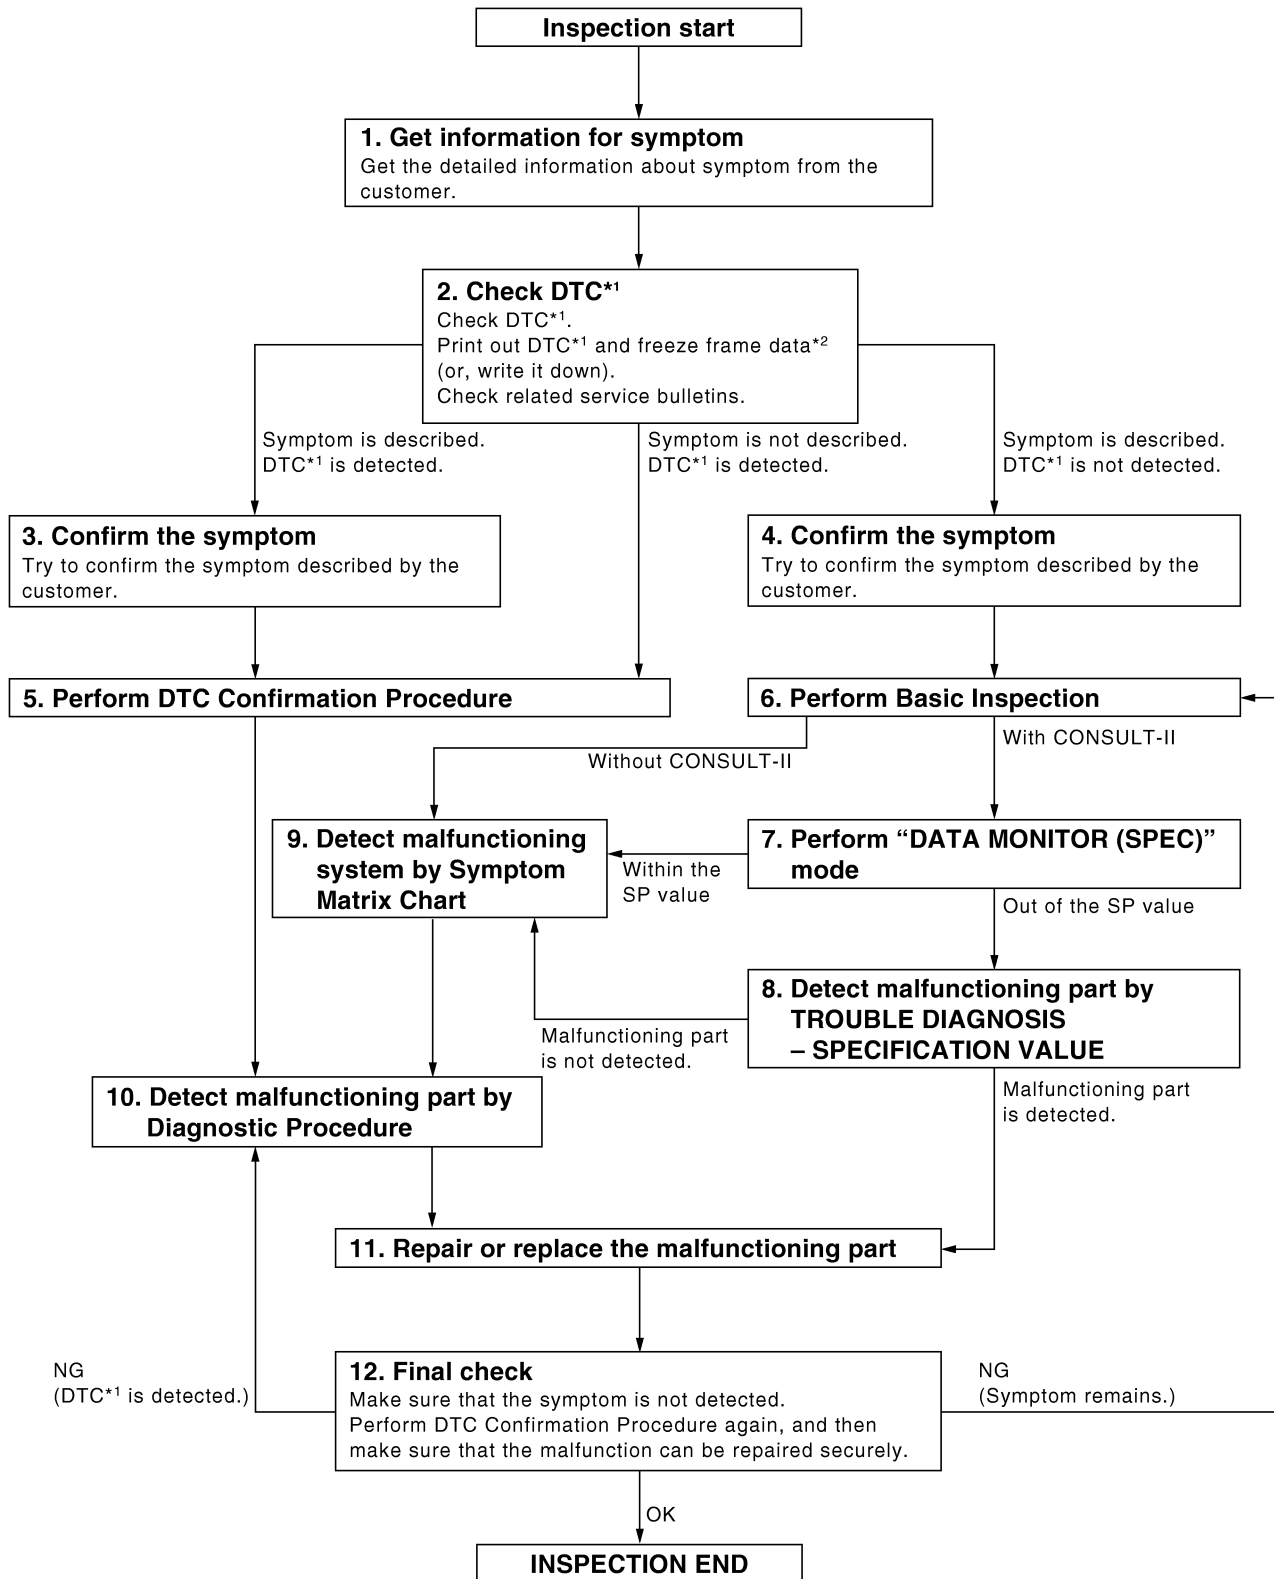 Inspection start
1. Get information for symptom
Get the detailed information about symptom from the
customer.
2. Check DTC*1
Check DTC*1.
Print out DTC*1 and freeze frame data*2
(or, write it down).
Check related service bulletins.
Symptom is described.
DTC*1 is detected.
Symptom is not described.
DTC*1 is detected.
Symptom is described.
DTC*1 is not detected.
3. Confirm the symptom
Try to confirm the symptom described by the
customer.
4. Confirm the symptom
Try to confirm the symptom described by the
customer.
5. Perform DTC Confirmation Procedure
6. Perform Basic Inspection
With CONSULT-II
Without CONSULT-II
9. Detect malfunctioning
system by Symptom
Matrix Chart
7. Perform “DATA MONITOR (SPEC)”
mode
Within the
SP value
Out of the SP value
8. Detect malfunctioning part by
TROUBLE DIAGNOSIS
– SPECIFICATION VALUE
Malfunctioning part
is not detected.
Malfunctioning part
is detected.
10. Detect malfunctioning part by
Diagnostic Procedure
11. Repair or replace the malfunctioning part
NG
(DTC*1 is detected.)
12. Final check
Make sure that the symptom is not detected.
Perform DTC Confirmation Procedure again, and then
make sure that the malfunction can be repaired securely.
NG
(Symptom remains.)
OK
INSPECTION END